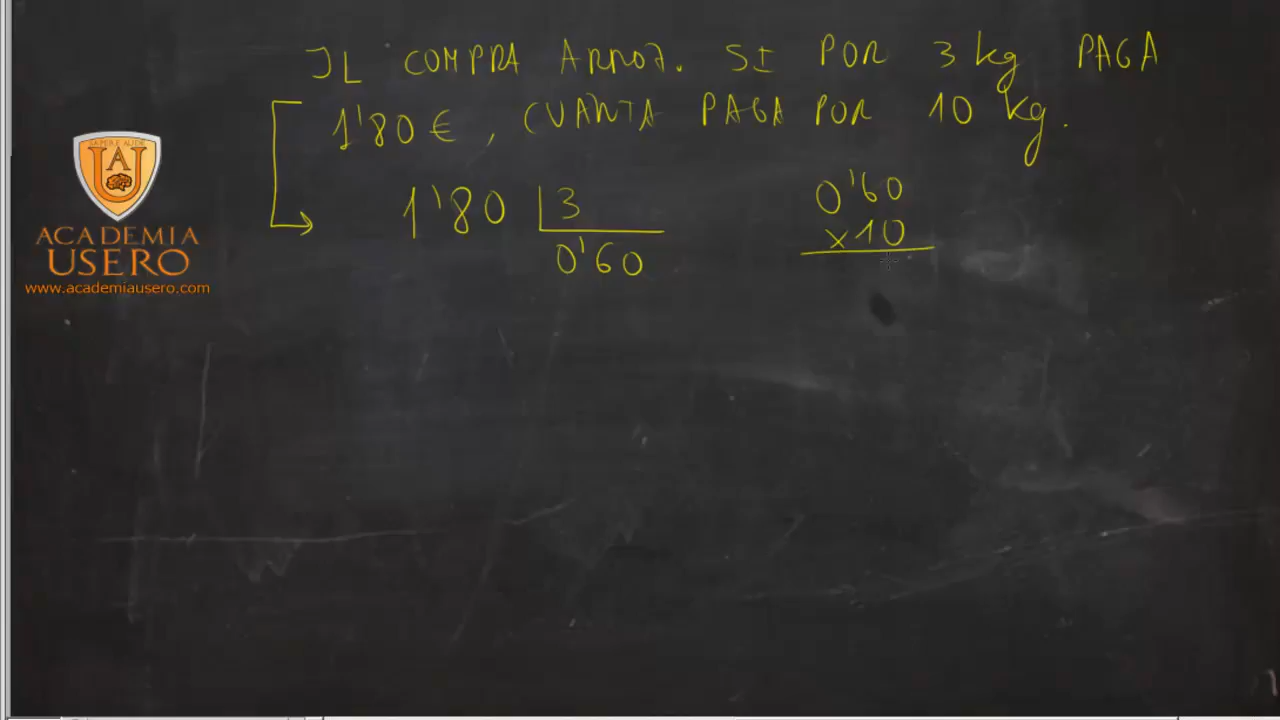 JL COMPRA ARROZ. SI POR 3 kg PAGA
1'80 €, CUANTA PAGA POR 10 kg.
1'80 | 3
0'60
0'60
x10
SAPERE AUDE
UA
ACADEMIA
USERO
www.academiausero.com